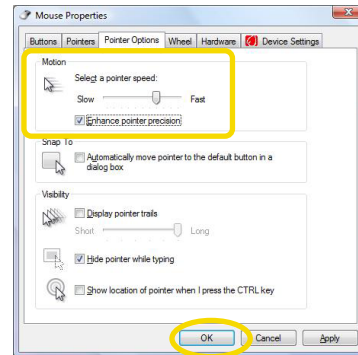 Mouse Properties
Buttons Pointers Pointer Options Wheel Hardware Device Settings
Motion
Select a pointer speed:
Slow Fast
Enhance pointer precision
Snap To
Automatically move pointer to the default button in a
dialog box
Visibility
Display pointer trails
Short Long
Hide pointer while typing
Show location of pointer when I press the CTRL key
OK Cancel Apply